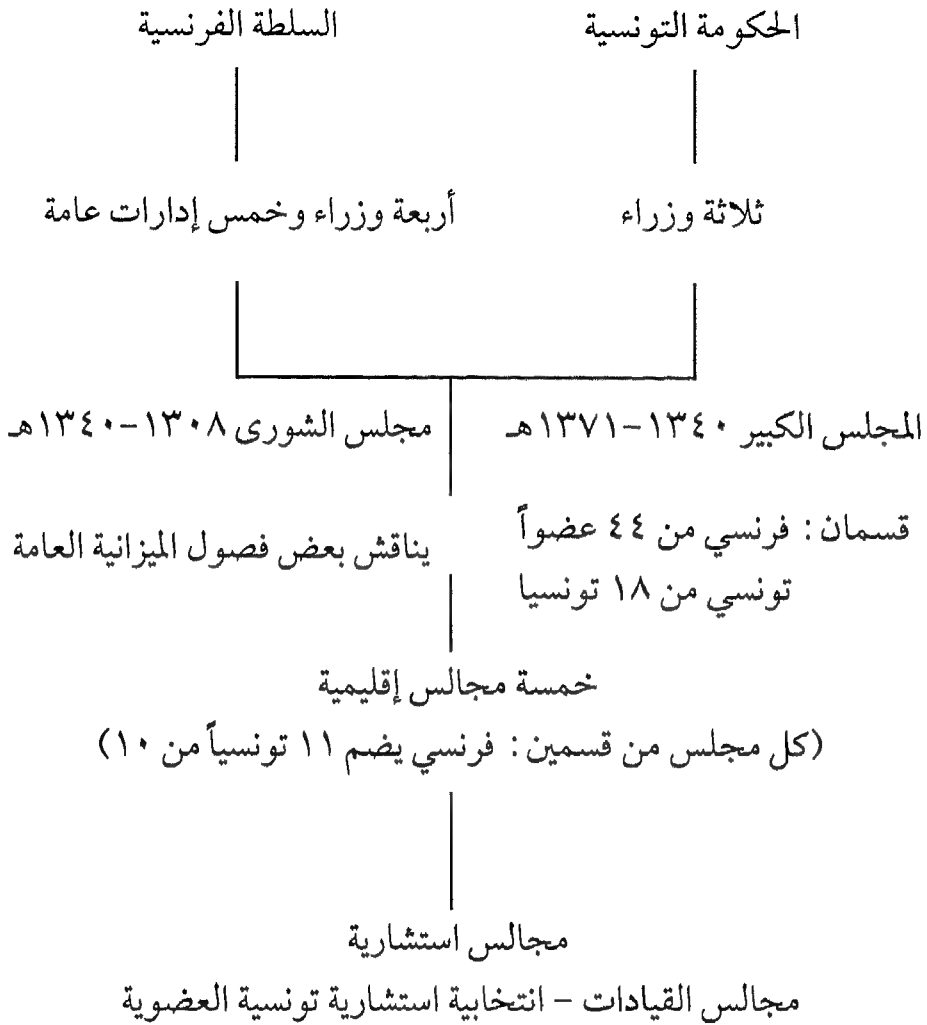 الحكومة التونسية
السلطة الفرنسية
ثلاثة وزراء
أربعة وزراء وخمس إدارات عامة
المجلس الكبير ١٣٤٠-١٣٧١هـ
مجلس الشورى ١٣٠٨-١٣٤٠هـ
قسمان: فرنسي من ٤٤ عضواً
تونسي من ١٨ تونسيا
يناقش بعض فصول الميزانية العامة
خمسة مجالس إقليمية
(كل مجلس من قسمين: فرنسي يضم ١١ تونسياً من ١٠)
مجالس استشارية
مجالس القيادات - انتخابية استشارية تونسية العضوية